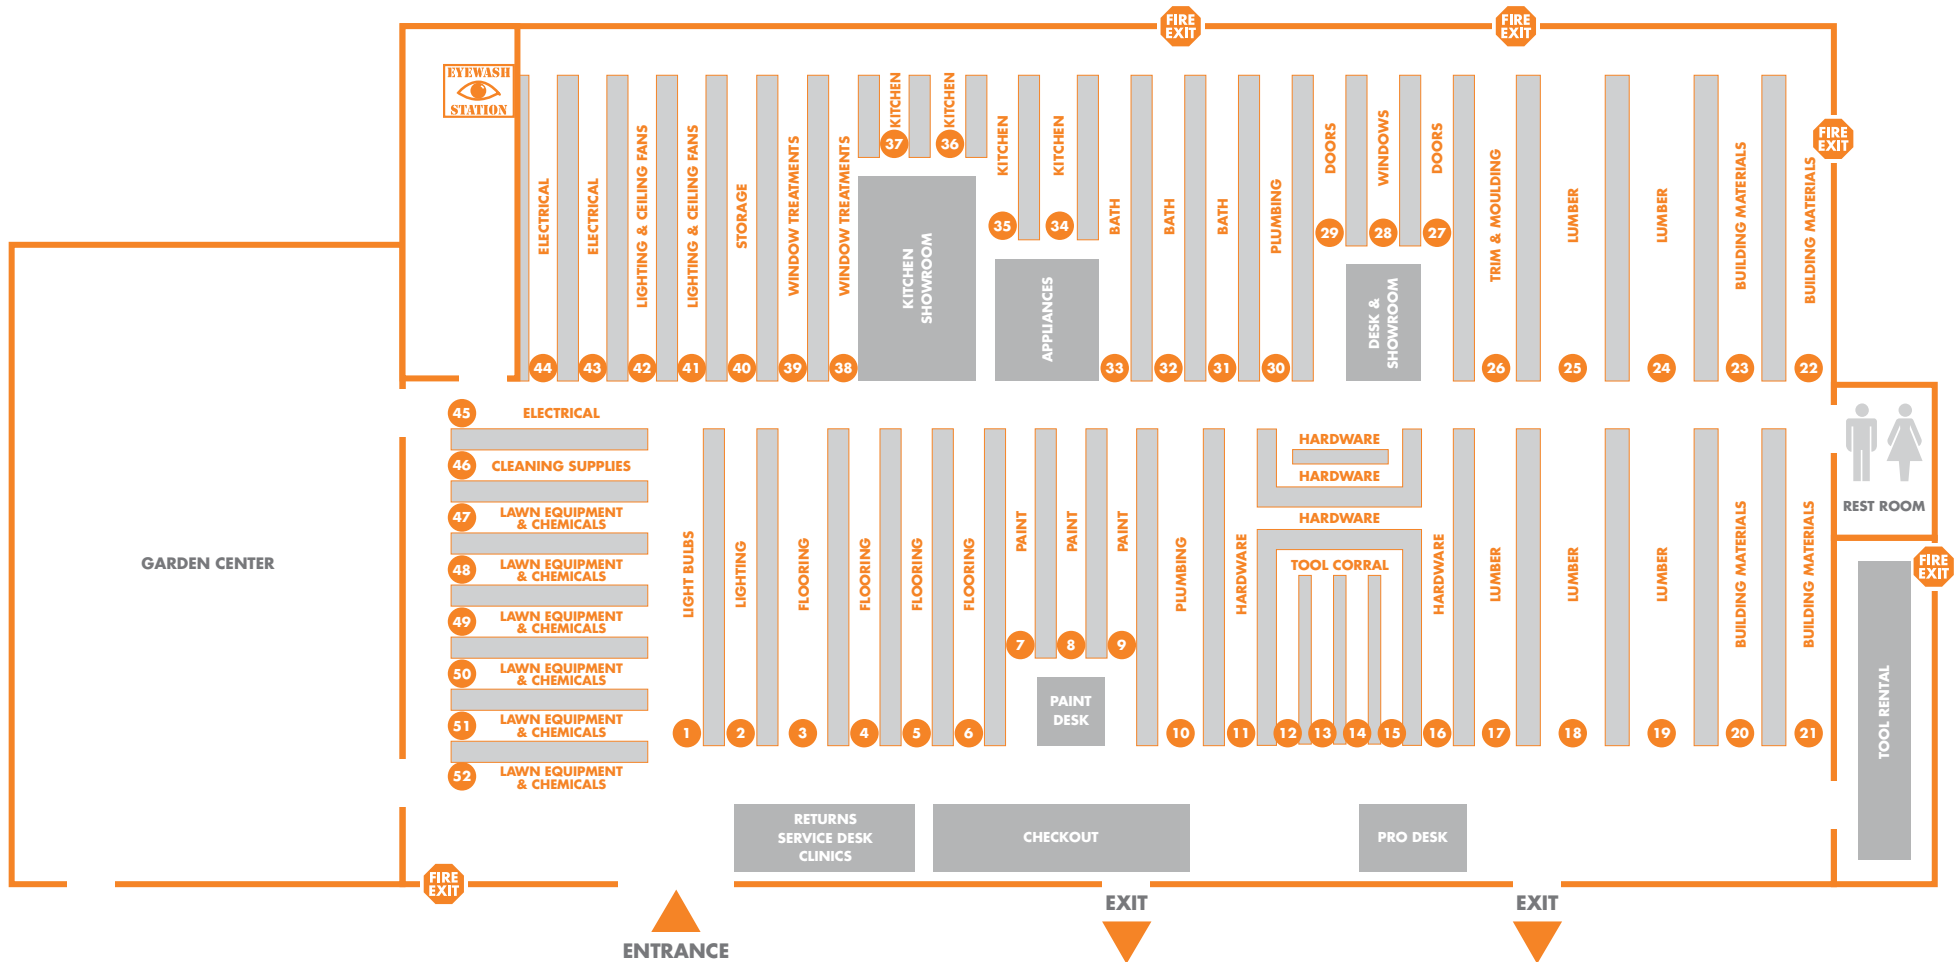 FIRE
EXIT
FIRE
EXIT
EYEWASH
STATION
FIRE
EXIT
ELECTRICAL
44
ELECTRICAL
43
LIGHTING & CEILING FANS
42
LIGHTING & CEILING FANS
41
STORAGE
40
WINDOW TREATMENTS
39
WINDOW TREATMENTS
38
KITCHEN
37
KITCHEN
36
KITCHEN
SHOWROOM
KITCHEN
35
KITCHEN
34
APPLIANCES
BATH
33
BATH
32
BATH
31
PLUMBING
30
DOORS
29
WINDOWS
28
DOORS
27
DESK &
SHOWROOM
TRIM & MOULDING
26
LUMBER
25
LUMBER
24
BUILDING MATERIALS
23
BUILDING MATERIALS
22
GARDEN CENTER
45 ELECTRICAL
46 CLEANING SUPPLIES
47 LAWN EQUIPMENT
& CHEMICALS
48 LAWN EQUIPMENT
& CHEMICALS
49 LAWN EQUIPMENT
& CHEMICALS
50 LAWN EQUIPMENT
& CHEMICALS
51 LAWN EQUIPMENT
& CHEMICALS
52 LAWN EQUIPMENT
& CHEMICALS
LIGHT BULBS
1
LIGHTING
2
FLOORING
3
FLOORING
4
FLOORING
5
FLOORING
6
PAINT
7
PAINT
8
PAINT
9
PAINT
DESK
PLUMBING
10
HARDWARE
11
HARDWARE
HARDWARE
HARDWARE
TOOL CORRAL
12
13
14
15
HARDWARE
16
LUMBER
17
LUMBER
18
LUMBER
19
BUILDING MATERIALS
20
BUILDING MATERIALS
21
REST ROOM
FIRE
EXIT
TOOL RENTAL
RETURNS
SERVICE DESK
CLINICS
CHECKOUT
PRO DESK
FIRE
EXIT
ENTRANCE
EXIT
EXIT